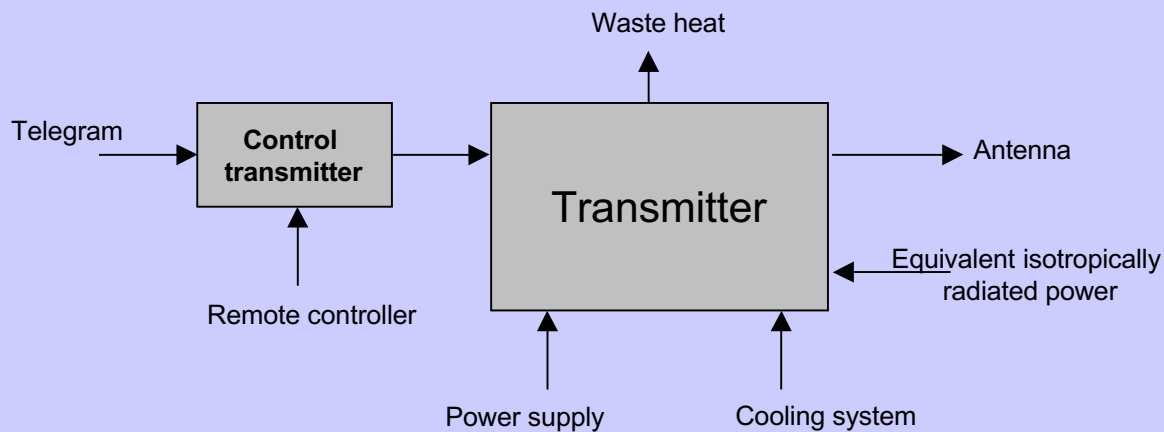 Waste heat
Telegram
Control
transmitter
Transmitter
Antenna
Equivalent isotropically
radiated power
Remote controller
Power supply
Cooling system